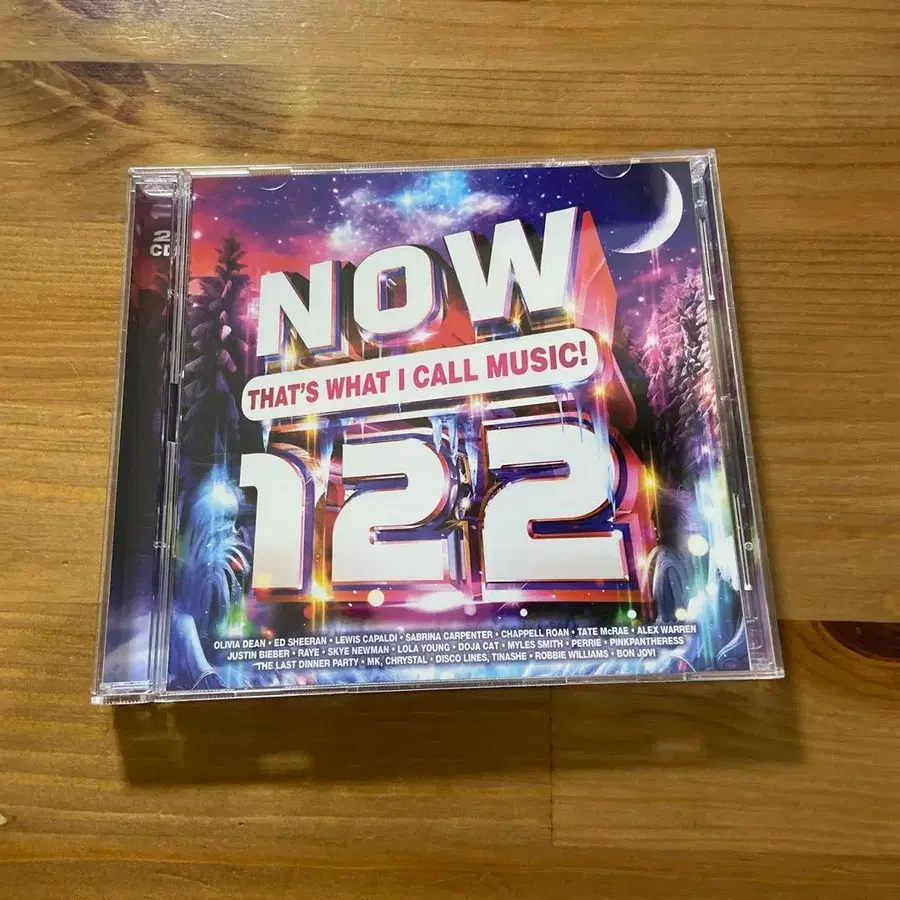 2
CD
NOW
THAT'S WHAT I CALL MUSIC!
122
OLIVIA DEAN • ED SHEERAN • LEWIS CAPALDI • SABRINA CARPENTER • CHAPPELL ROAN • TATE McRAE • ALEX WARREN
JUSTIN BIEBER • RAYE • SKYE NEWMAN • LOLA YOUNG • DOJA CAT • MYLES SMITH • PERRIE • PINKPANTHERESS
THE LAST DINNER PARTY • MK, CHRYSTAL • DISCO LINES, TINASHE • ROBBIE WILLIAMS • BON JOVI